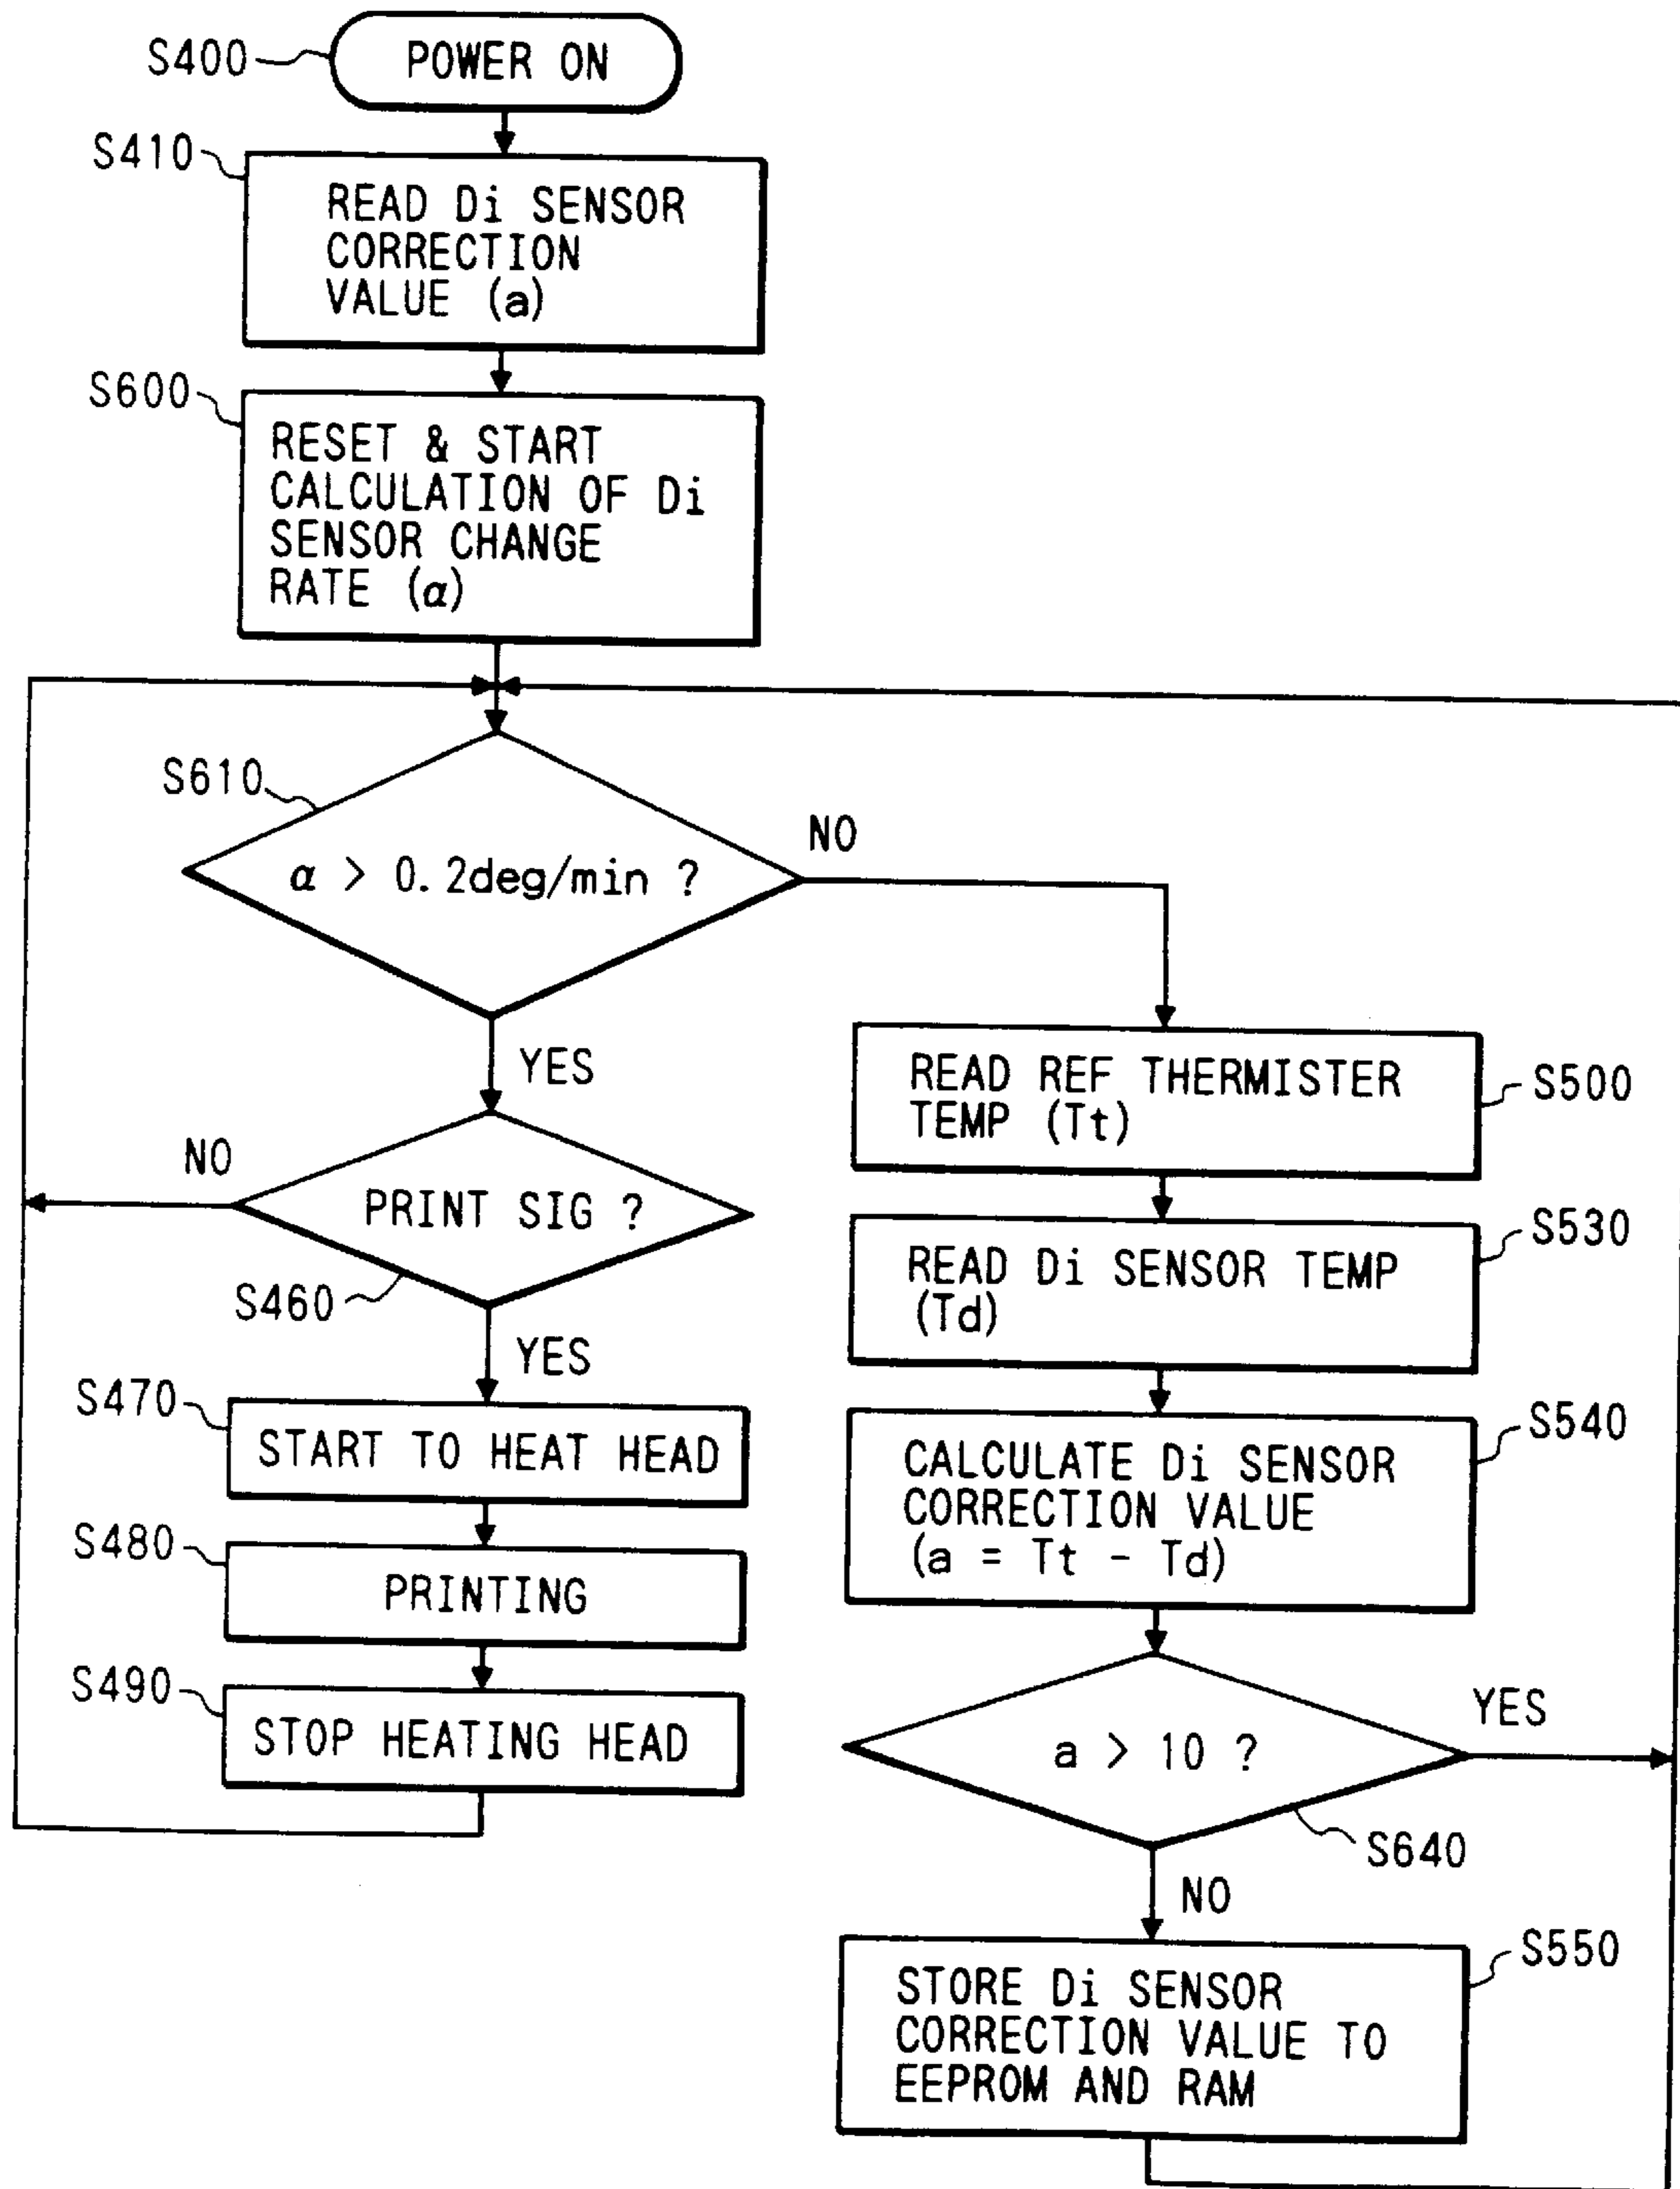 S400
POWER ON
S410
READ Di SENSOR
CORRECTION
VALUE (a)
S600
RESET & START
CALCULATION OF Di
SENSOR CHANGE
RATE (α)
S610
α > 0.2deg/min ?
NO
YES
NO
PRINT SIG ?
S460
YES
S470
START TO HEAT HEAD
S480
PRINTING
S490
STOP HEATING HEAD
READ REF THERMISTER
TEMP (Tt)
S500
READ Di SENSOR TEMP
(Td)
S530
CALCULATE Di SENSOR
CORRECTION VALUE
(a = Tt - Td)
S540
a > 10 ?
YES
S640
NO
STORE Di SENSOR
CORRECTION VALUE TO
EEPROM AND RAM
S550